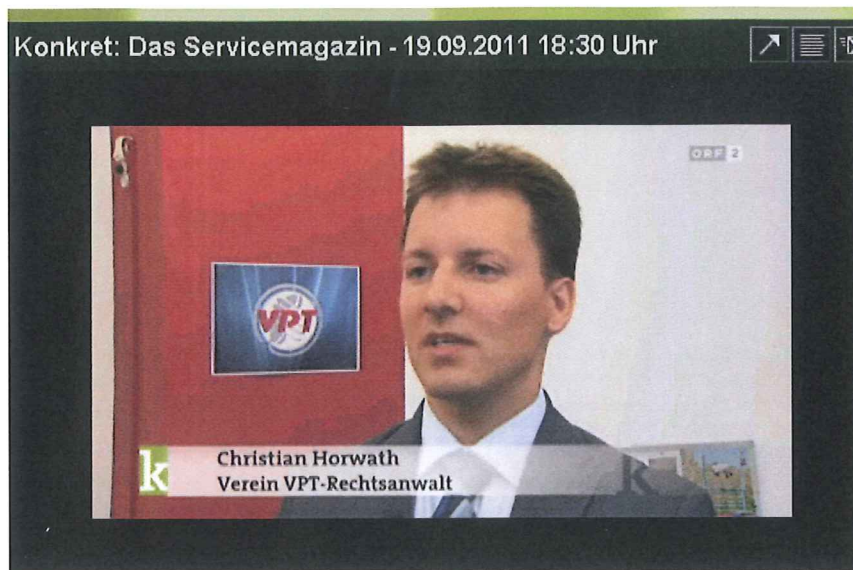 Konkret: Das Servicemagazin - 19.09.2011 18:30 Uhr
ORF 2
VPT
k
Christian Horwath
Verein VPT-Rechtsanwalt
k